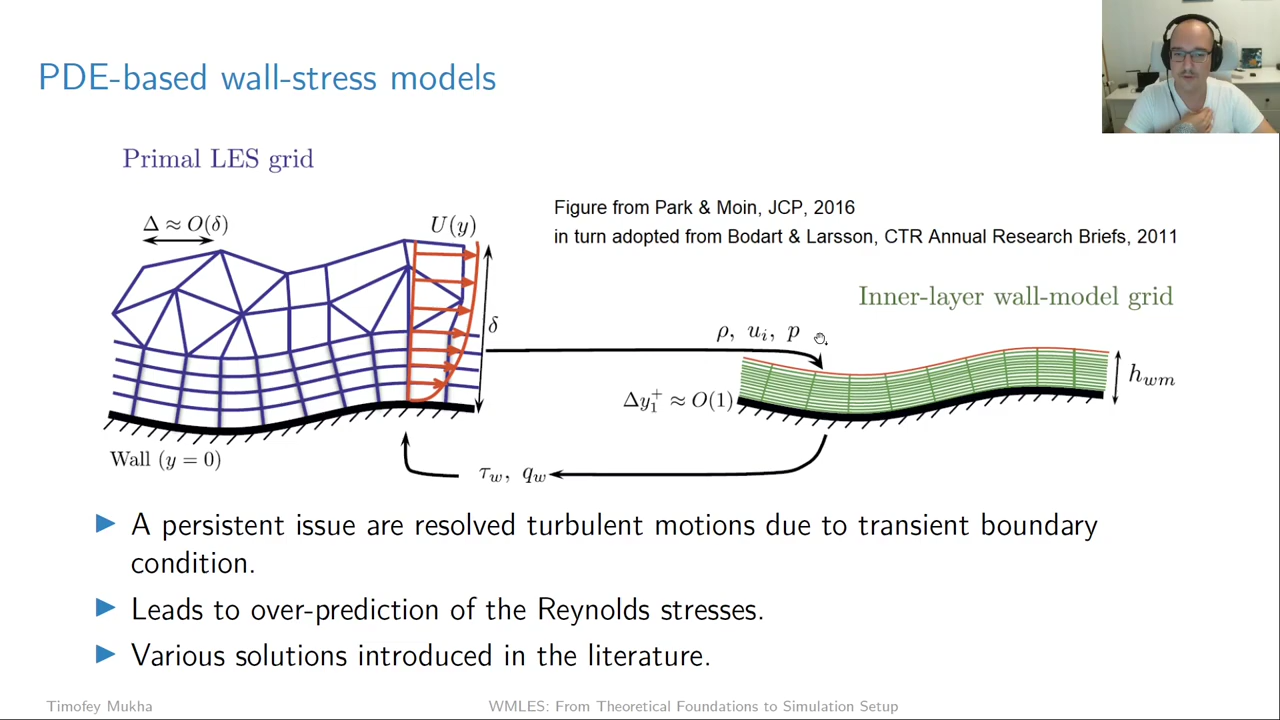 PDE-based wall-stress models
Primal LES grid
Δ ≈ O(δ)
U(y)
Figure from Park & Moin, JCP, 2016
in turn adopted from Bodart & Larsson, CTR Annual Research Briefs, 2011
Inner-layer wall-model grid
δ
ρ, u_i, p
h_{wm}
Δy_1^+ ≈ O(1)
Wall (y = 0)
τ_w, q_w
▶ A persistent issue are resolved turbulent motions due to transient boundary
condition.
▶ Leads to over-prediction of the Reynolds stresses.
▶ Various solutions introduced in the literature.
Timofey Mukha
WMLES: From Theoretical Foundations to Simulation Setup